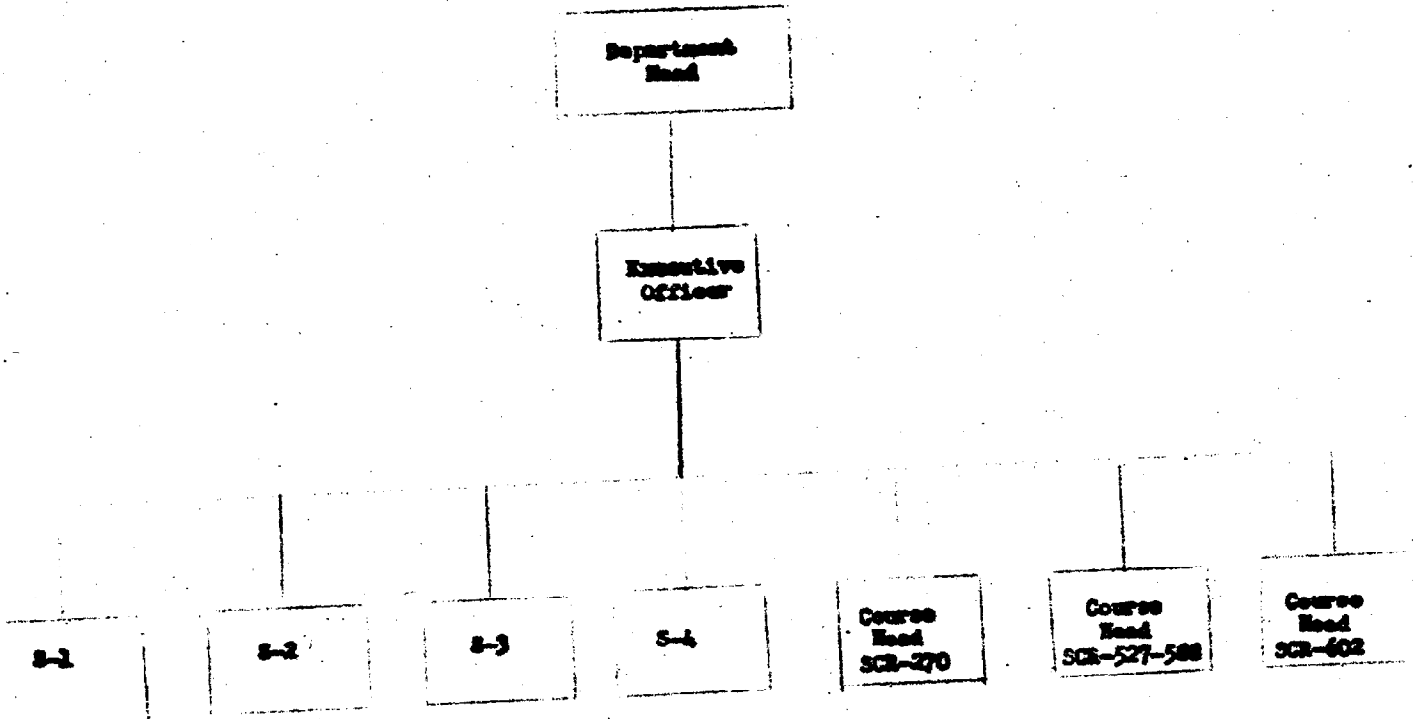 Department
Head
Executive
Officer
S-1
S-2
S-3
S-4
Course
Head
SCR-270
Course
Head
SCR-527-588
Course
Head
SCR-602